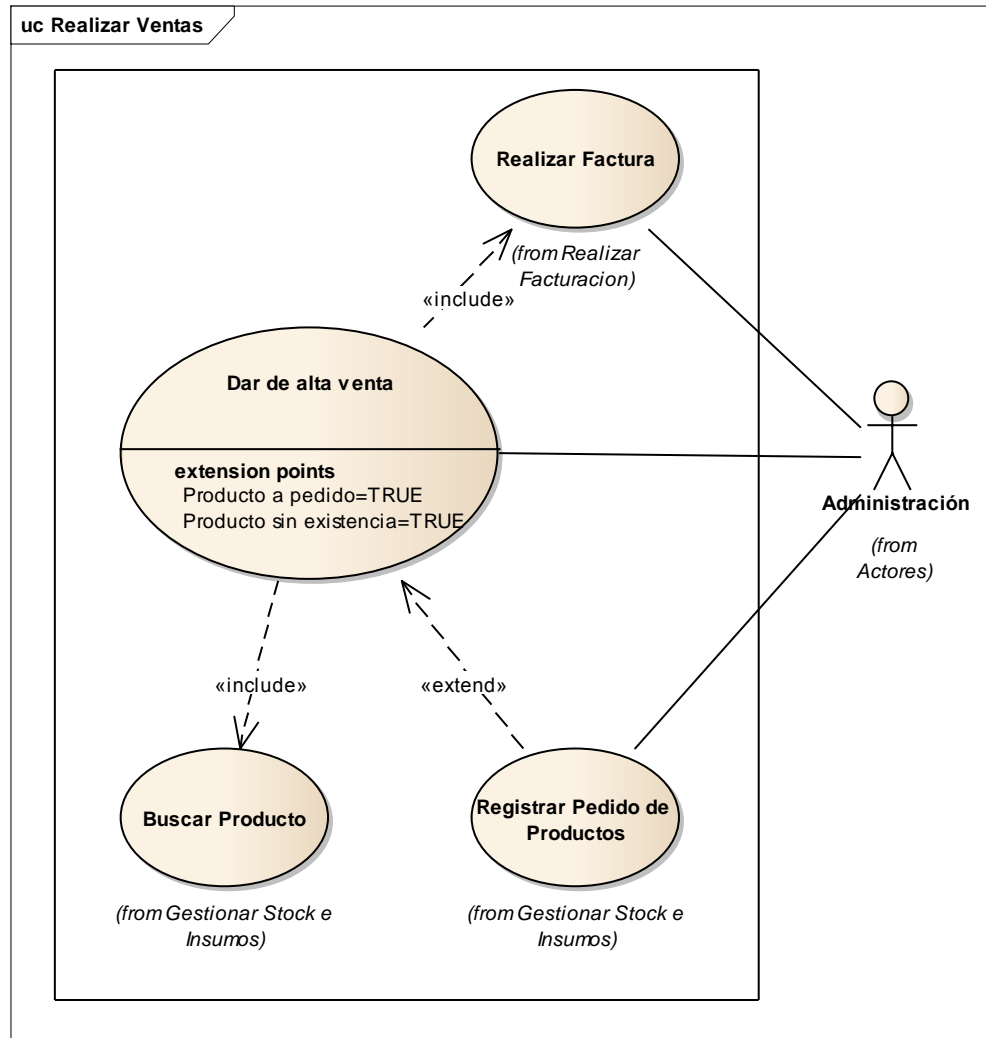 uc Realizar Ventas
Realizar Factura
(from Realizar
Facturacion)
«include»
Dar de alta venta
extension points
Producto a pedido=TRUE
Producto sin existencia=TRUE
Administración
(from
Actores)
«include»
«extend»
Buscar Producto
(from Gestionar Stock e
Insumos)
Registrar Pedido de
Productos
(from Gestionar Stock e
Insumos)